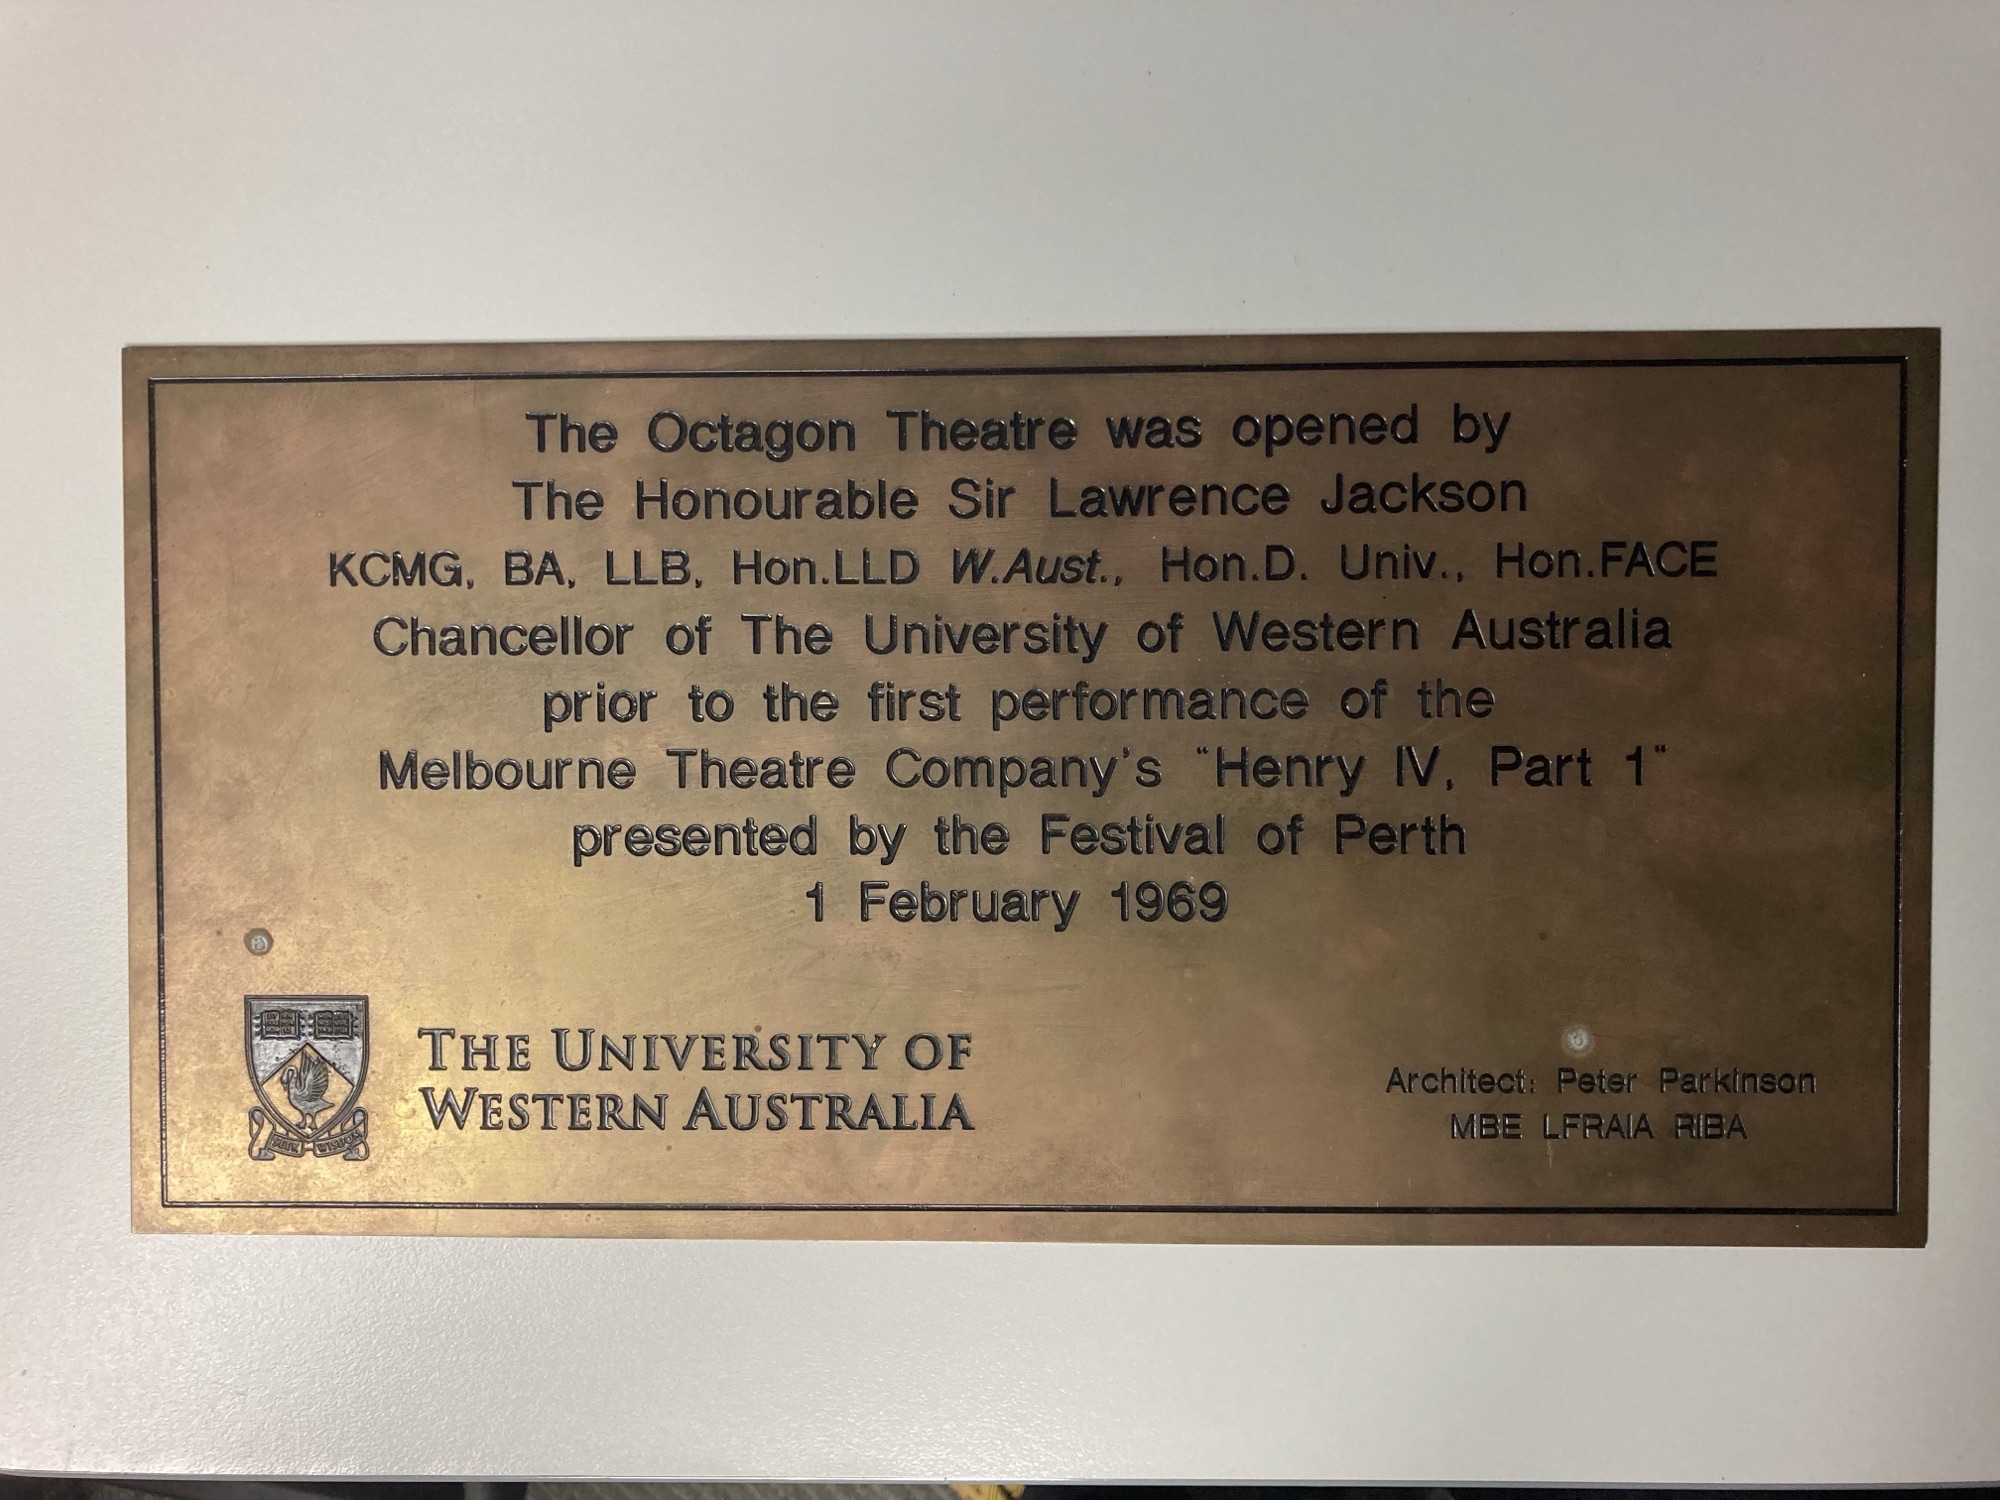 The Octagon Theatre was opened by
The Honourable Sir Lawrence Jackson
KCMG, BA, LLB, Hon.LLD W.Aust., Hon.D. Univ., Hon.FACE
Chancellor of The University of Western Australia
prior to the first performance of the
Melbourne Theatre Company's "Henry IV, Part 1"
presented by the Festival of Perth
1 February 1969
SEEK WISDOM
THE UNIVERSITY OF
WESTERN AUSTRALIA
Architect: Peter Parkinson
MBE LFRAIA RIBA